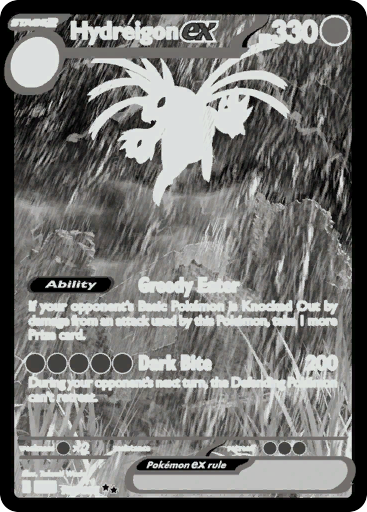 STAGE2
Hydreigon ex 330
Ability Greedy Eater
If your opponent's Basic Pokémon is Knocked Out by
damage from an attack used by this Pokémon, take 1 more
Prize card.
Dark Bite 200
During your opponent's next turn, the Defending Pokémon
can't retreat.
×2
Pokémon ex rule